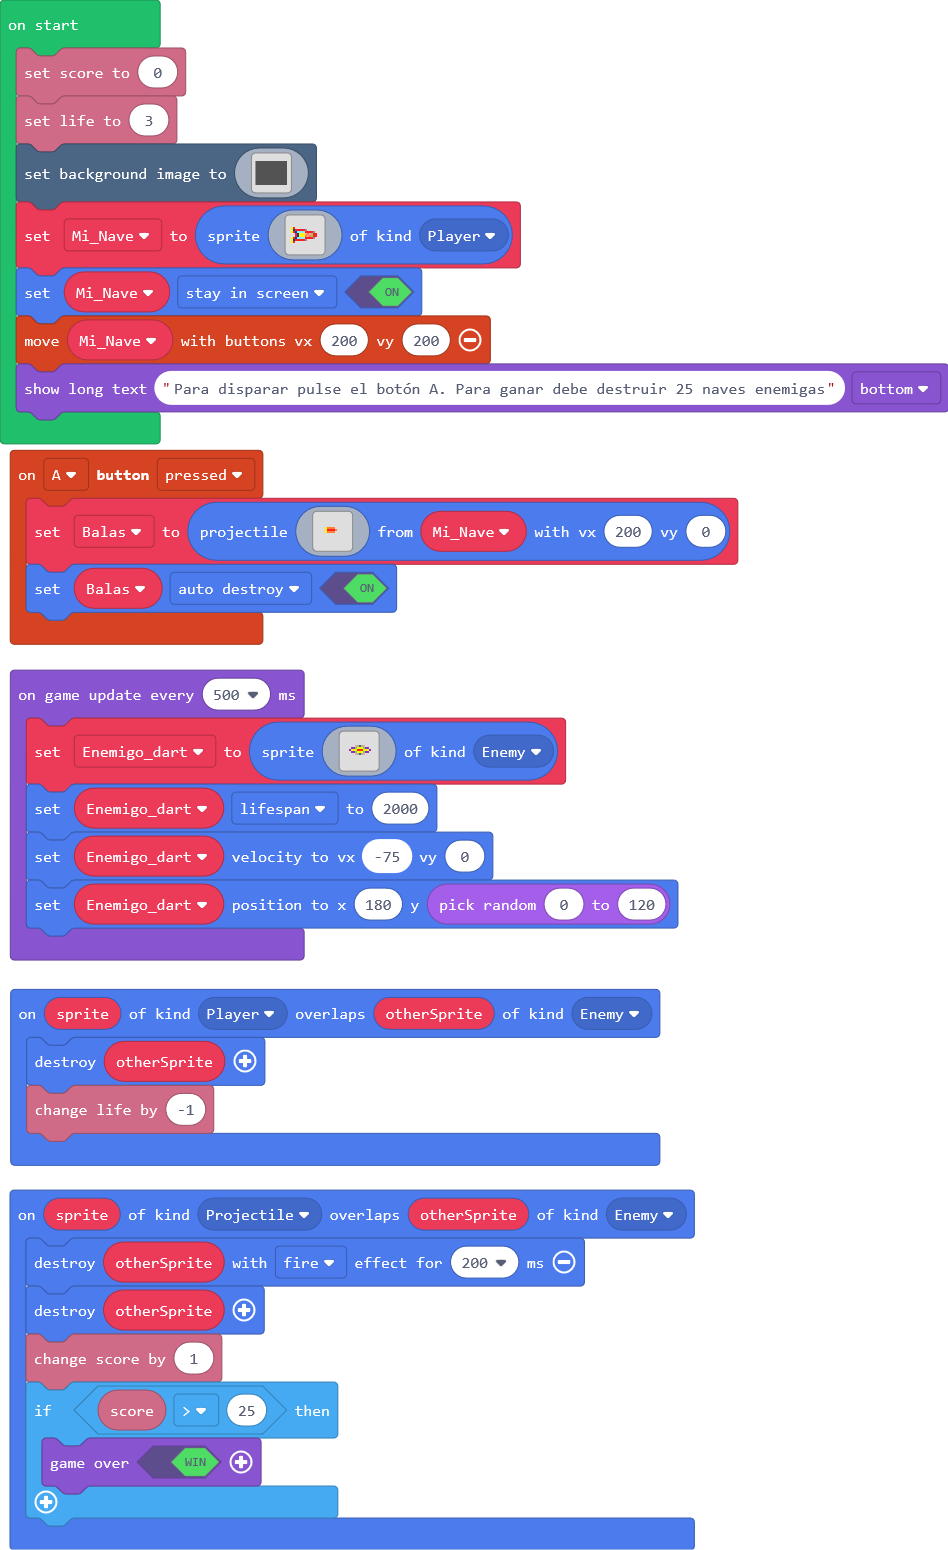 on start
set score to 0
set life to 3
set background image to
set Mi_Nave to sprite of kind Player
set Mi_Nave stay in screen ON
move Mi_Nave with buttons vx 200 vy 200
show long text "Para disparar pulse el botón A. Para ganar debe destruir 25 naves enemigas" bottom
on A button pressed
set Balas to projectile from Mi_Nave with vx 200 vy 0
set Balas auto destroy ON
on game update every 500 ms
set Enemigo_dart to sprite of kind Enemy
set Enemigo_dart lifespan to 2000
set Enemigo_dart velocity to vx -75 vy 0
set Enemigo_dart position to x 180 y pick random 0 to 120
on sprite of kind Player overlaps otherSprite of kind Enemy
destroy otherSprite
change life by -1
on sprite of kind Projectile overlaps otherSprite of kind Enemy
destroy otherSprite with fire effect for 200 ms
destroy otherSprite
change score by 1
if score > 25 then
game over WIN